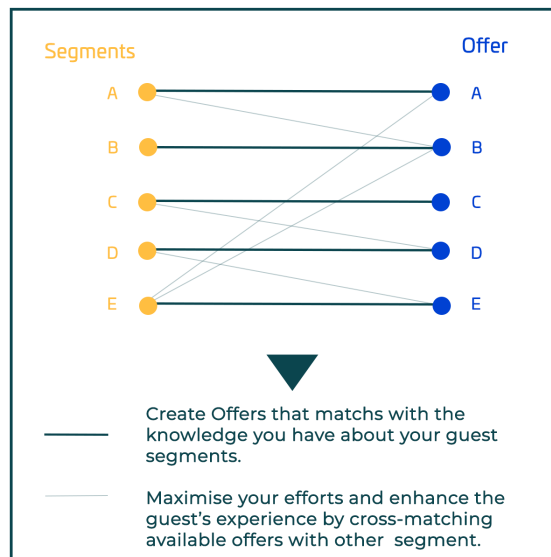 Segments
Offer
A
A
B
B
C
C
D
D
E
E
Create Offers that matchs with the
knowledge you have about your guest
segments.
Maximise your efforts and enhance the
guest's experience by cross-matching
available offers with other segment.